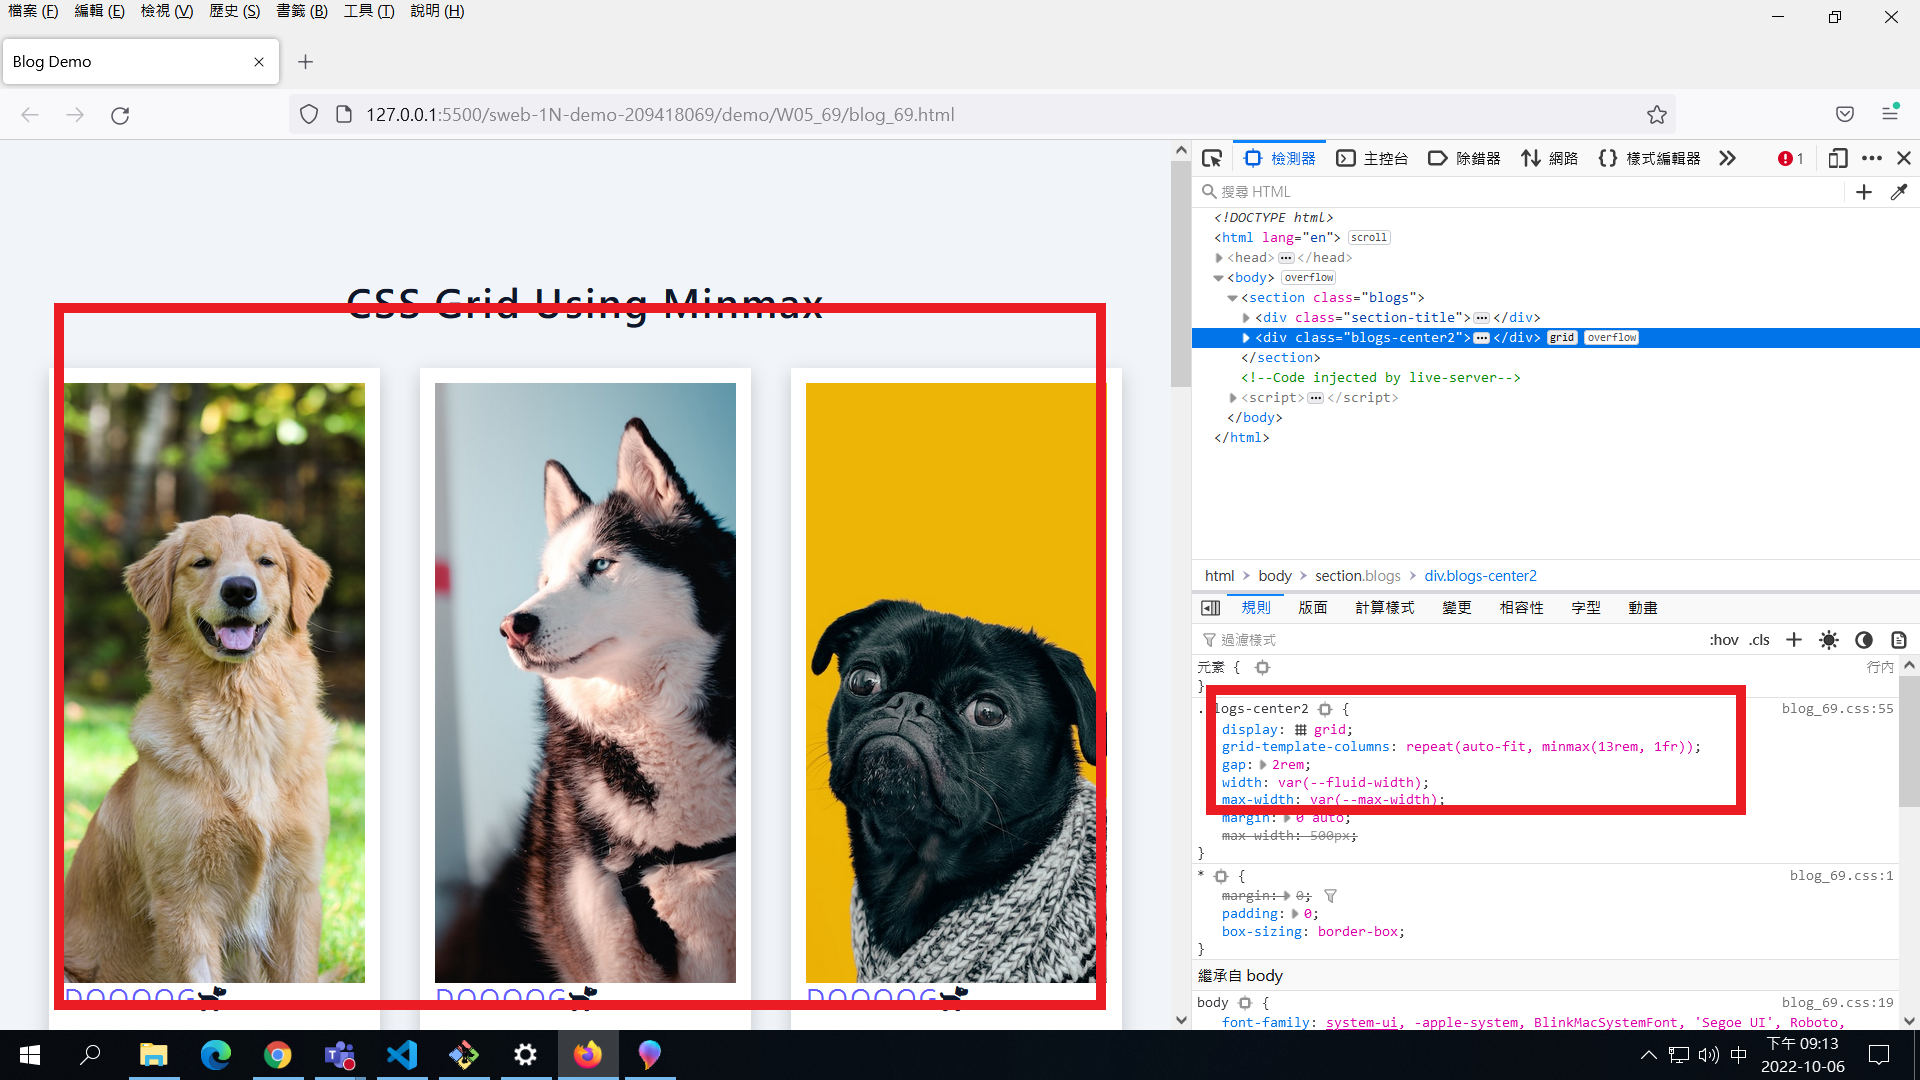 檔案 (F) 編輯 (E) 檢視 (V) 歷史 (S) 書籤 (B) 工具 (T) 說明 (H)
Blog Demo
127.0.0.1:5500/sweb-1N-demo-209418069/demo/W05_69/blog_69.html
CSS Grid Using Minmax
DOOOOG
DOOOOG
DOOOOG
檢測器 主控台 除錯器 網路 樣式編輯器 1
搜尋 HTML
<!DOCTYPE html>
<html lang="en"> scroll
<head> ••• </head>
<body> overflow
<section class="blogs">
<div class="section-title"> ••• </div>
<div class="blogs-center2"> ••• </div> grid overflow
</section>
<!--Code injected by live-server-->
<script> ••• </script>
</body>
</html>
html > body > section.blogs > div.blogs-center2
規則 版面 計算樣式 變更 相容性 字型 動畫
過濾樣式 :hov .cls
元素 { 行內
}
.logs-center2 { blog_69.css:55
display: grid;
grid-template-columns: repeat(auto-fit, minmax(13rem, 1fr));
gap: 2rem;
width: var(--fluid-width);
max-width: var(--max-width);
margin: 0 auto;
max-width: 500px;
}
* { blog_69.css:1
margin: 0;
padding: 0;
box-sizing: border-box;
}
繼承自 body
body { blog_69.css:19
font-family: system-ui, -apple-system, BlinkMacSystemFont, 'Segoe UI', Roboto,
中
下午 09:13
2022-10-06